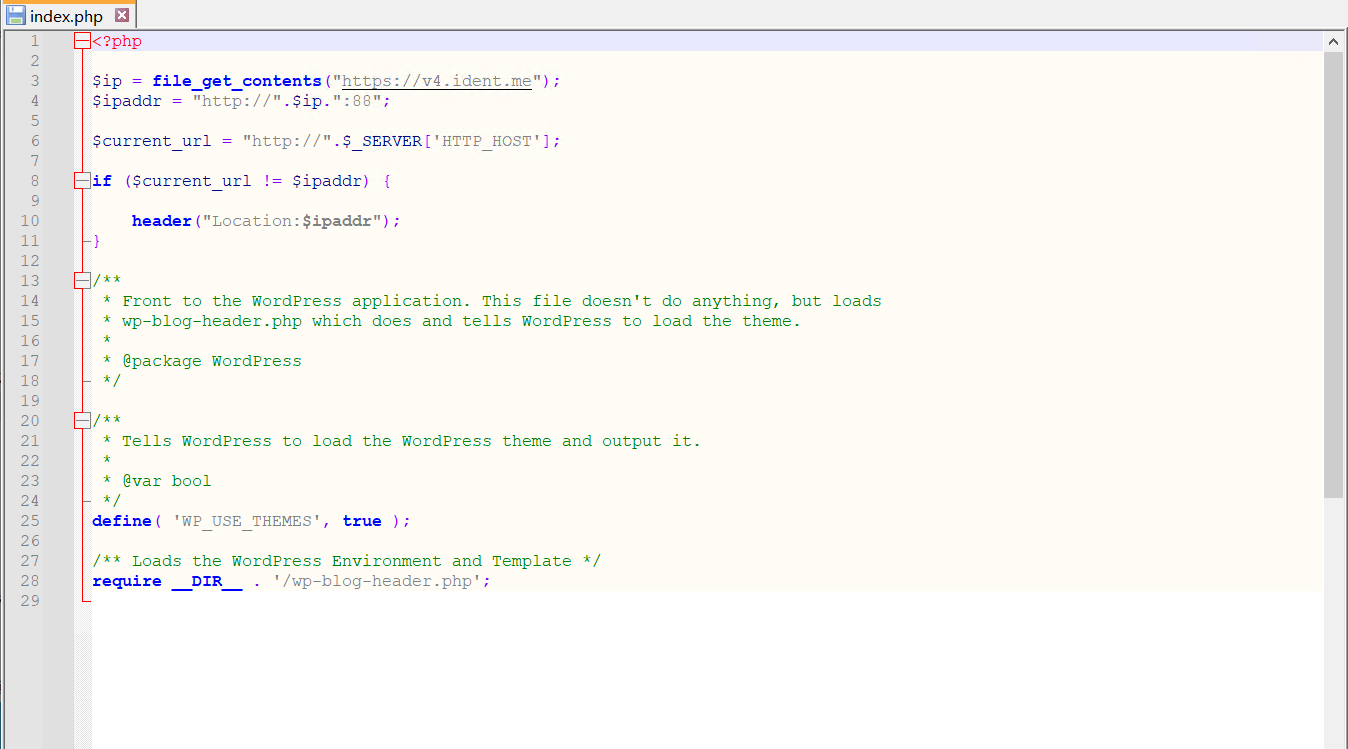 index.php
1 <?php
2
3 $ip = file_get_contents("https://v4.ident.me");
4 $ipaddr = "http://".$ip.":88";
5
6 $current_url = "http://".$_SERVER['HTTP_HOST'];
7
8 if ($current_url != $ipaddr) {
9
10     header("Location:$ipaddr");
11 }
12
13 /**
14  * Front to the WordPress application. This file doesn't do anything, but loads
15  * wp-blog-header.php which does and tells WordPress to load the theme.
16  *
17  * @package WordPress
18  */
19
20 /**
21  * Tells WordPress to load the WordPress theme and output it.
22  *
23  * @var bool
24  */
25 define( 'WP_USE_THEMES', true );
26
27 /** Loads the WordPress Environment and Template */
28 require __DIR__ . '/wp-blog-header.php';
29